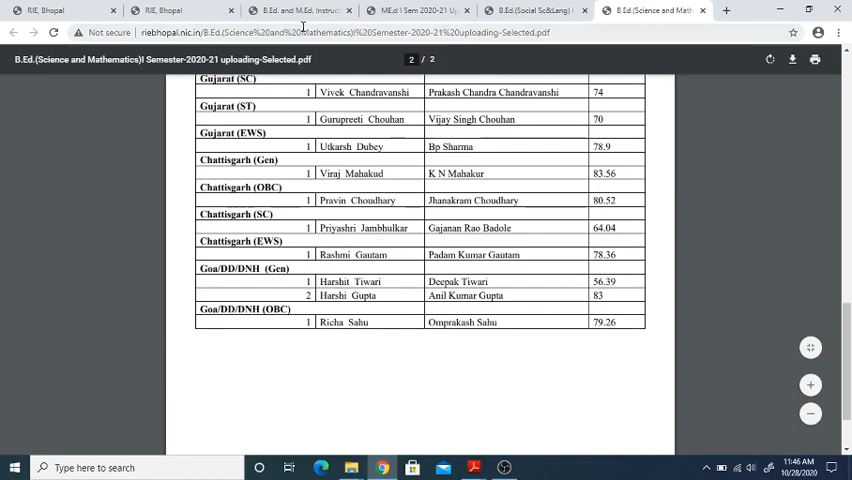 RIE, Bhopal
RIE, Bhopal
B.Ed. and M.Ed. Instruct
ME.d I Sem 2020-21 Up
B.Ed.(Social Sc&Lang) I
B.Ed.(Science and Math
Not secure | riebhopal.nic.in/B.Ed.(Science%20and%20Mathematics)I%20Semester-2020-21%20uploading-Selected.pdf
B.Ed.(Science and Mathematics)I Semester-2020-21 uploading-Selected.pdf
2 / 2
Gujarat (SC)
1 Vivek Chandravanshi Prakash Chandra Chandravanshi 74
Gujarat (ST)
1 Gurupreeti Chouhan Vijay Singh Chouhan 70
Gujarat (EWS)
1 Utkarsh Dubey Bp Sharma 78.9
Chattisgarh (Gen)
1 Viraj Mahakud K N Mahakur 83.56
Chattisgarh (OBC)
1 Pravin Choudhary Jhanakram Choudhary 80.52
Chattisgarh (SC)
1 Priyashri Jambhulkar Gajanan Rao Badole 64.04
Chattisgarh (EWS)
1 Rashmi Gautam Padam Kumar Gautam 78.36
Goa/DD/DNH (Gen)
1 Harshit Tiwari Deepak Tiwari 56.39
2 Harshi Gupta Anil Kumar Gupta 83
Goa/DD/DNH (OBC)
1 Richa Sahu Omprakash Sahu 79.26
Type here to search
11:46 AM
10/28/2020